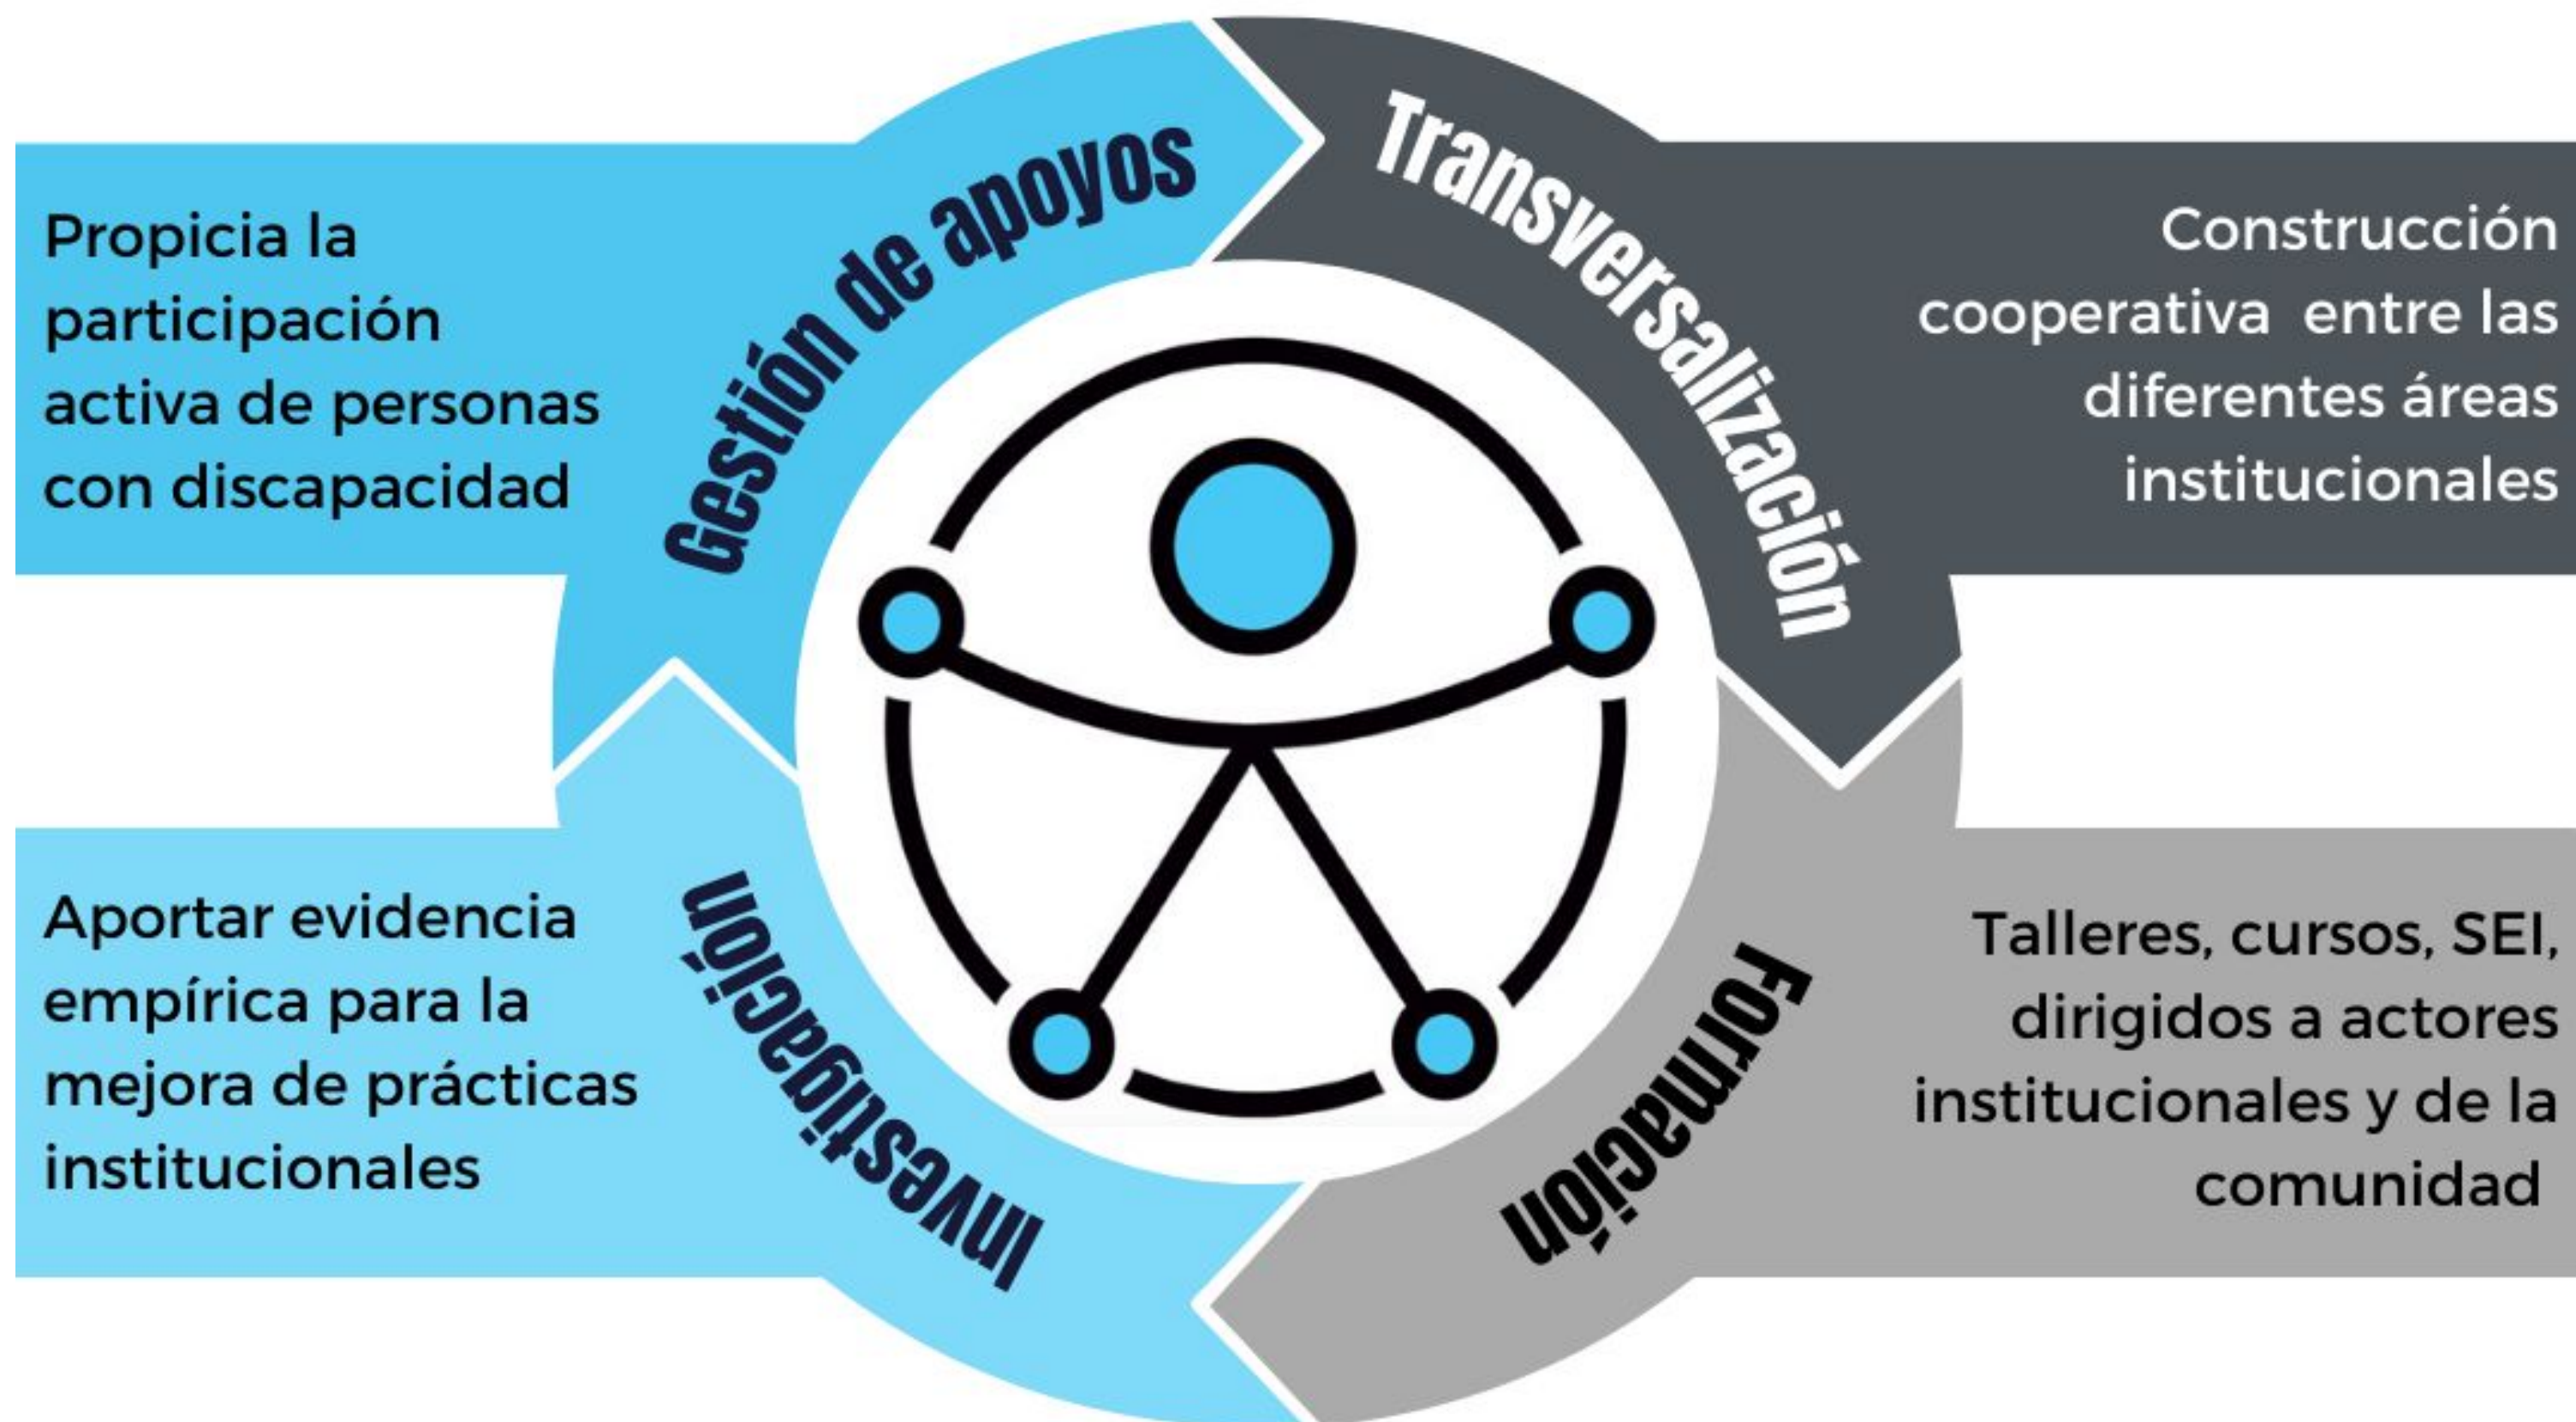 Gestión de apoyos
Propicia la
participación
activa de personas
con discapacidad
Transversalización
Construcción
cooperativa entre las
diferentes áreas
institucionales
Formación
Talleres, cursos, SEI,
dirigidos a actores
institucionales y de la
comunidad
Investigación
Aportar evidencia
empírica para la
mejora de prácticas
institucionales